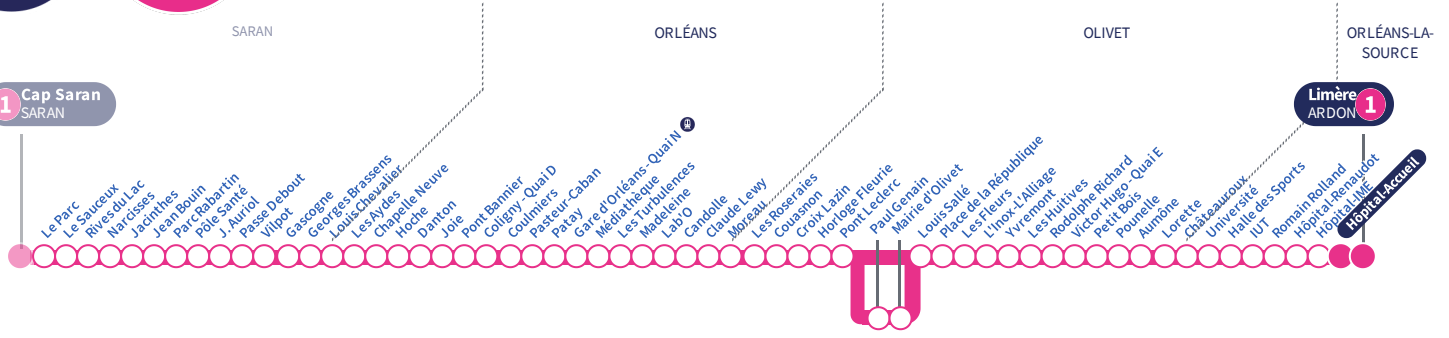 SARAN
ORLÉANS
OLIVET
ORLÉANS-LA-
SOURCE
1
Cap Saran
SARAN
Limère
ARDON
1
Le Parc
Le Sauceux
Rives du Lac
Narcisses
Jacinthes
Jean Bouin
Parc Rabartin
Pôle Santé
J. Auriol
Passe Debout
Vilpot
Gascogne
Georges Brassens
Louis Chevalier
Les Aydes
Chapelle Neuve
Hoche
Danton
Joie
Pont Bannier
Coligny - Quai D
Coulmiers
Pasteur-Caban
Patay
Gare d'Orléans - Quai N
Médiathèque
Les Turbulences
Madeleine
Lab'O
Candolle
Claude Lewy
Moreau
Les Roseraies
Couasnon
Croix Lazin
Horloge Fleurie
Pont Leclerc
Paul Genain
Mairie d'Olivet
Louis Sallé
Place de la République
Les Fleurs
L'Inox - L'Alliage
Yvremont
Les Huitives
Rodolphe Richard
Victor Hugo - Quai E
Petit Bois
Pounelle
Aumône
Lorette
Châteauroux
Université
Halle des Sports
IUT
Romain Rolland
Hôpital-Renaudot
Hôpital-IME
Hôpital-Accueil